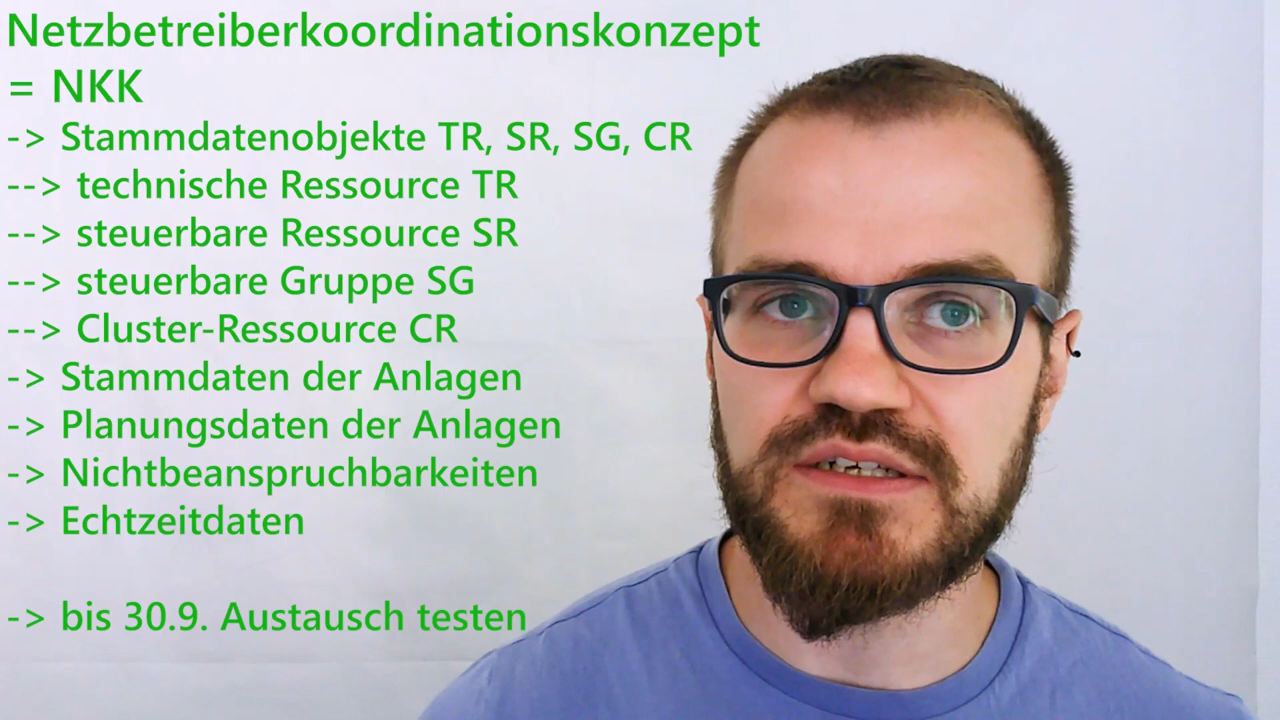 Netzbetreiberkoordinationskonzept
= NKK
-> Stammdatenobjekte TR, SR, SG, CR
--> technische Ressource TR
--> steuerbare Ressource SR
--> steuerbare Gruppe SG
--> Cluster-Ressource CR
-> Stammdaten der Anlagen
-> Planungsdaten der Anlagen
-> Nichtbeanspruchbarkeiten
-> Echtzeitdaten
-> bis 30.9. Austausch testen